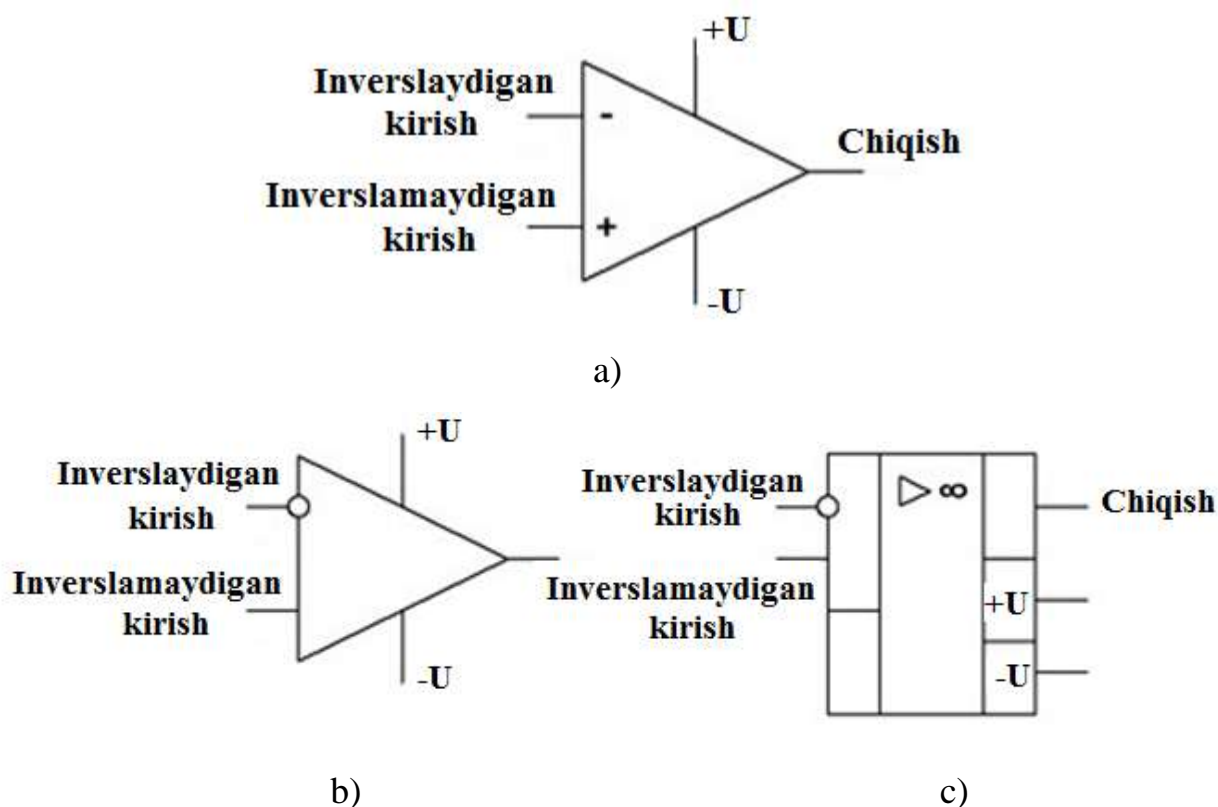 +U
Inverslaydigan
kirish
-
Chiqish
Inverslamaydigan
kirish
+
-U
a)
+U
Inverslaydigan
kirish
Inverslamaydigan
kirish
-U
Inverslaydigan
kirish
▷ ∞
Chiqish
Inverslamaydigan
kirish
+U
-U
b)
c)